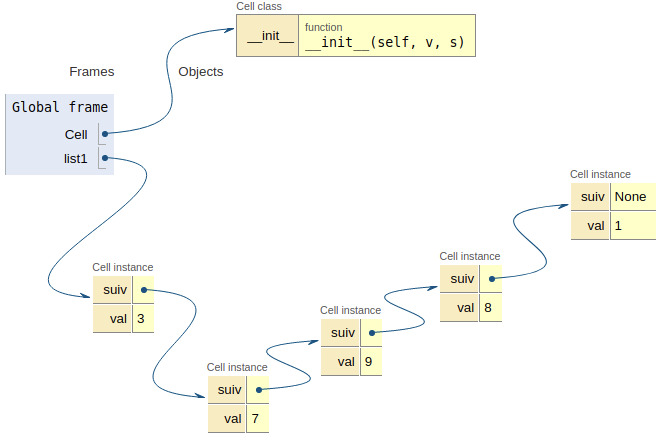 Cell class
__init__
function
__init__(self, v, s)
Frames
Objects
Global frame
Cell
list1
Cell instance
suiv None
val 1
Cell instance
suiv
val 8
Cell instance
suiv
val 3
Cell instance
suiv
val 9
Cell instance
suiv
val 7